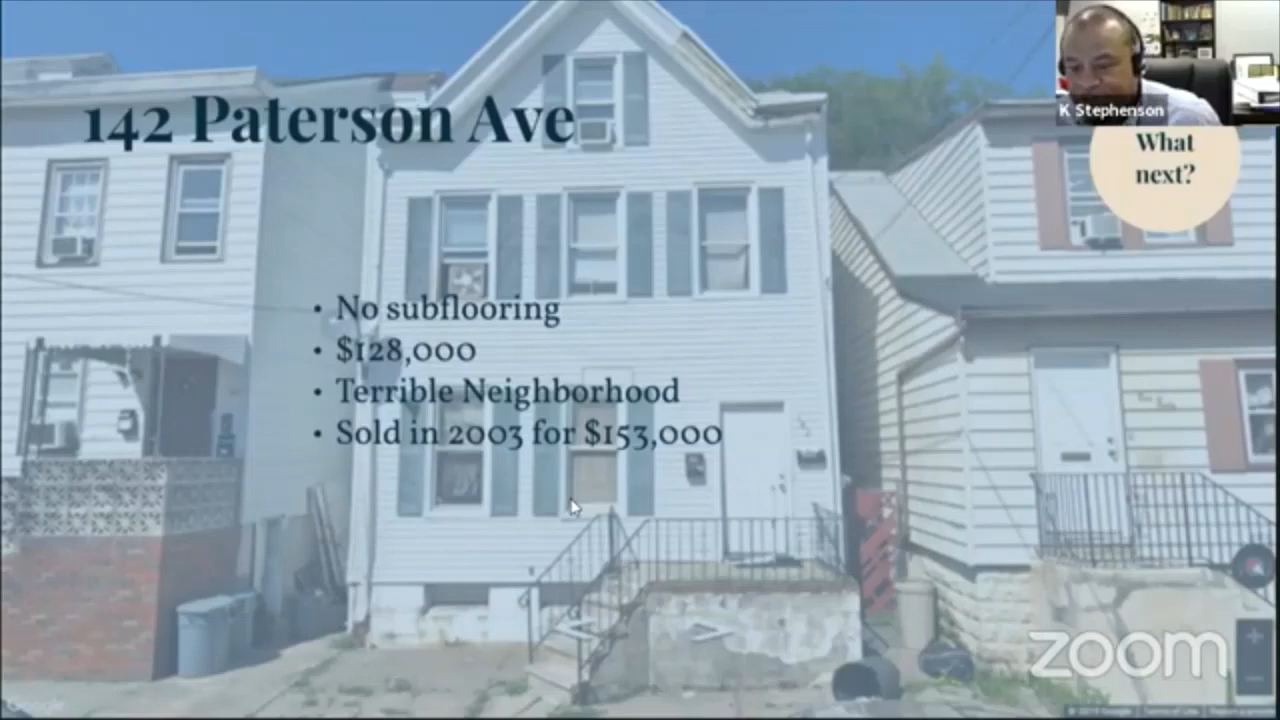 142 Paterson Ave
K Stephenson
What
next?
• No subflooring
• $128,000
• Terrible Neighborhood
• Sold in 2003 for $153,000
zoom
Google